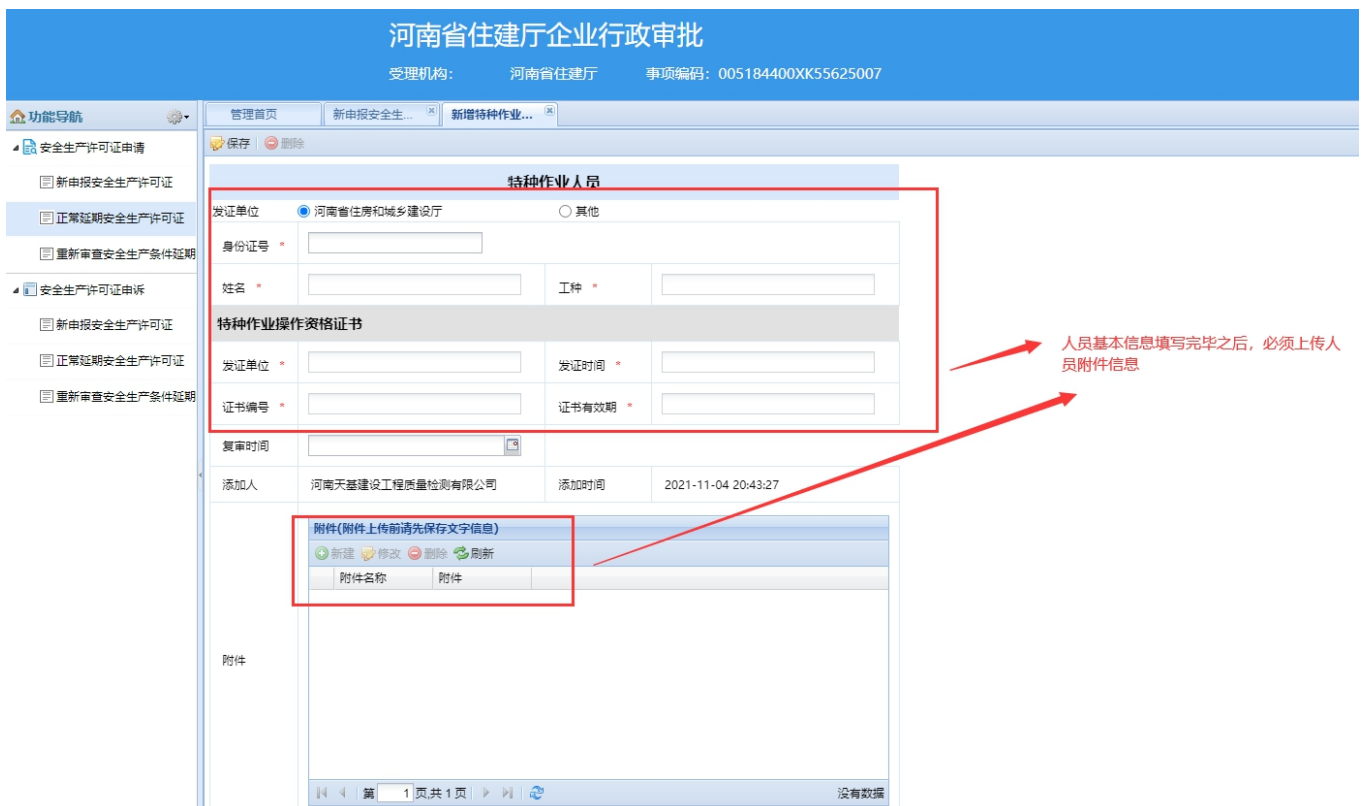 河南省住建厅企业行政审批
受理机构： 河南省住建厅 事项编码：005184400XK55625007
功能导航
管理首页 新申报安全生... 新增特种作业...
安全生产许可证申请
新申报安全生产许可证
正常延期安全生产许可证
重新审查安全生产条件延期
安全生产许可证申诉
新申报安全生产许可证
正常延期安全生产许可证
重新审查安全生产条件延期
保存 删除
特种作业人员
发证单位 河南省住房和城乡建设厅 其他
身份证号 *
姓名 * 工种 *
特种作业操作资格证书
发证单位 * 发证时间 *
证书编号 * 证书有效期 *
复审时间
添加人 河南天基建设工程质量检测有限公司 添加时间 2021-11-04 20:43:27
附件
附件(附件上传前请先保存文字信息)
新建 修改 删除 刷新
附件名称 附件
第 1 页,共 1 页 没有数据
人员基本信息填写完毕之后，必须上传人
员附件信息